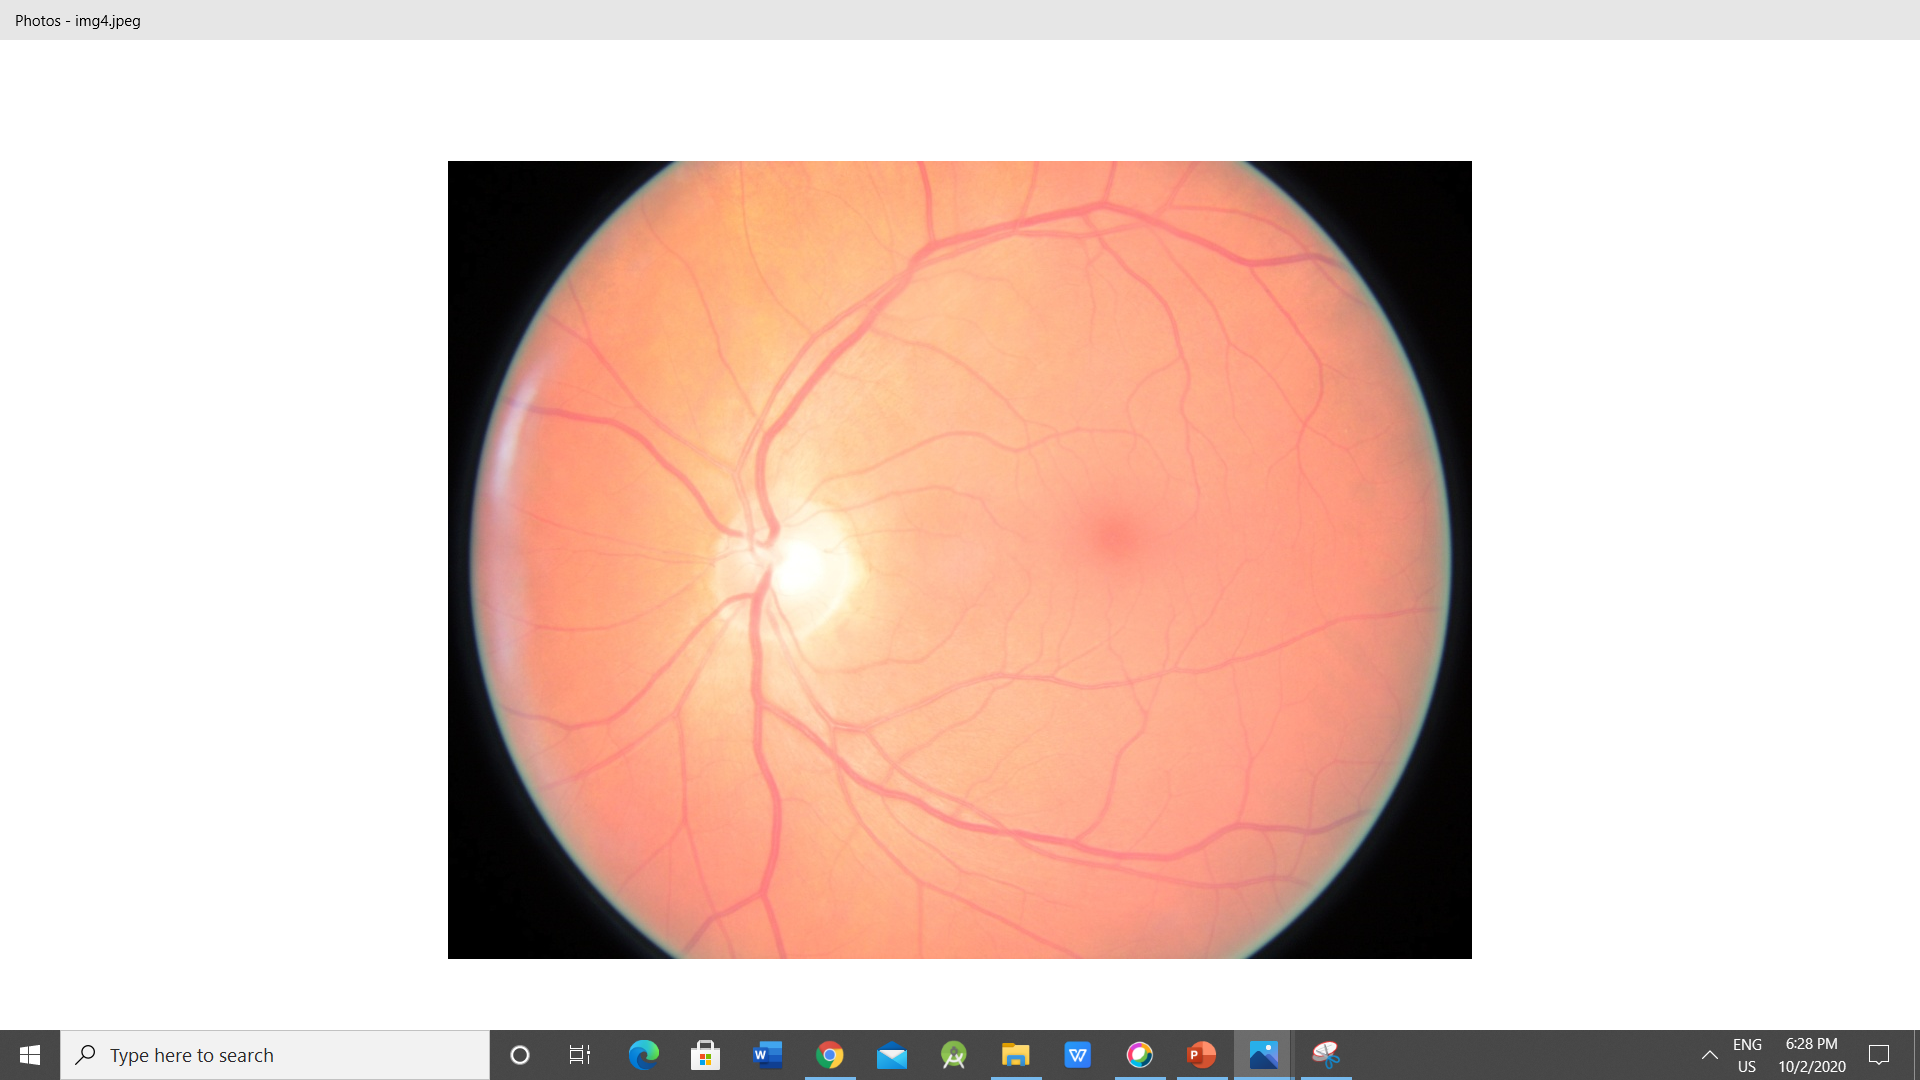 Photos - img4.jpeg
Type here to search
W
W
P
ENG
US
6:28 PM
10/2/2020